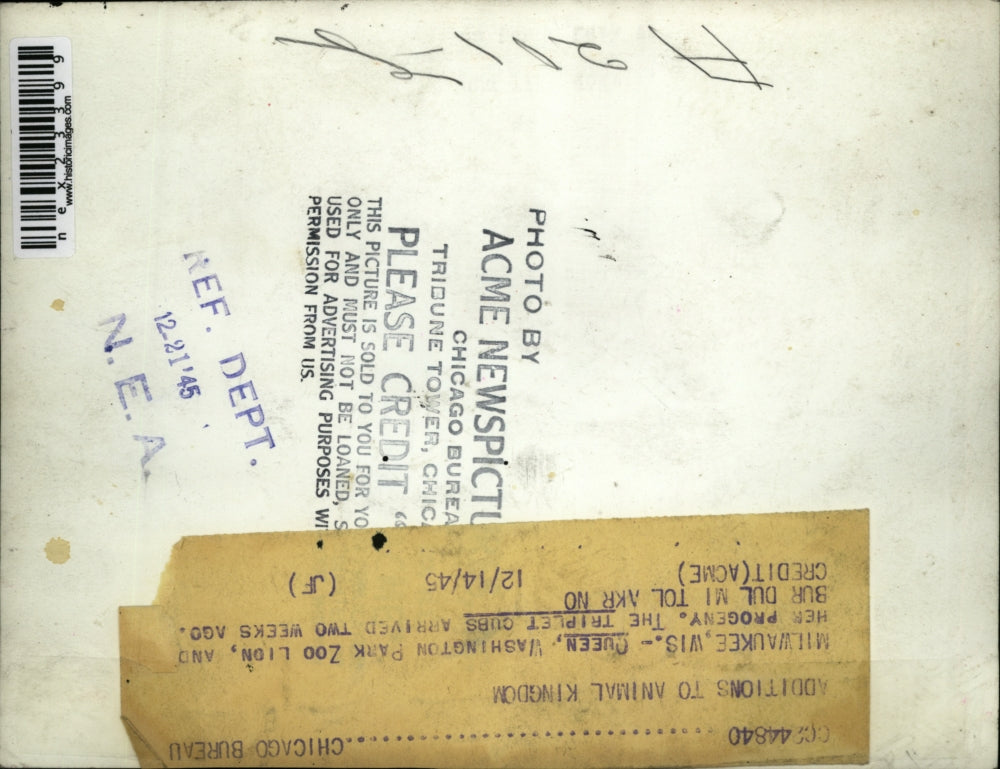 PHOTO BY
ACME NEWSPICTU
CHICAGO BUREA
TRIBUNE TOWER, CHICA
PLEASE CREDIT "
THIS PICTURE IS SOLD TO YOU FOR YO
ONLY AND MUST NOT BE LOANED, S
USED FOR ADVERTISING PURPOSES WI
PERMISSION FROM US.
REF. DEPT.
12-21'45
N.E.A.
nex23399
www.historicimages.com
CC244840 CHICAGO BUREAU
ADDITIONS TO ANIMAL KINGDOM
MILWAUKEE, WIS.-- QUEEN, WASHINGTON PARK ZOO LION, AND
HER PROGENY. THE TRIPLET CUBS ARRIVED TWO WEEKS AGO.
BUR DUL MI TOL AKR NO
CREDIT(ACME) 12/14/45 (JF)